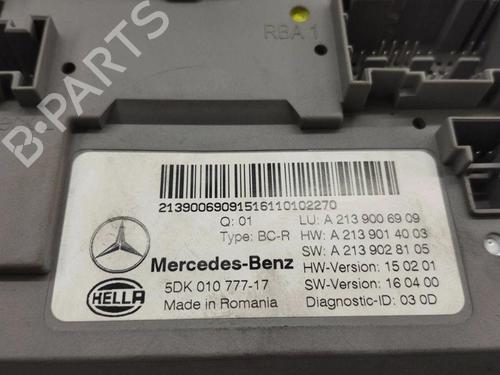 RBA 1
B-PARTS
21390069091516110102270
Q: 01 LU: A 213 900 69 09
Type: BC-R HW: A 213 901 40 03
SW: A 213 902 81 05
Mercedes-Benz HW-Version: 15 02 01
HELLA 5DK 010 777-17 SW-Version: 16 04 00
Made in Romania Diagnostic-ID: 03 0D